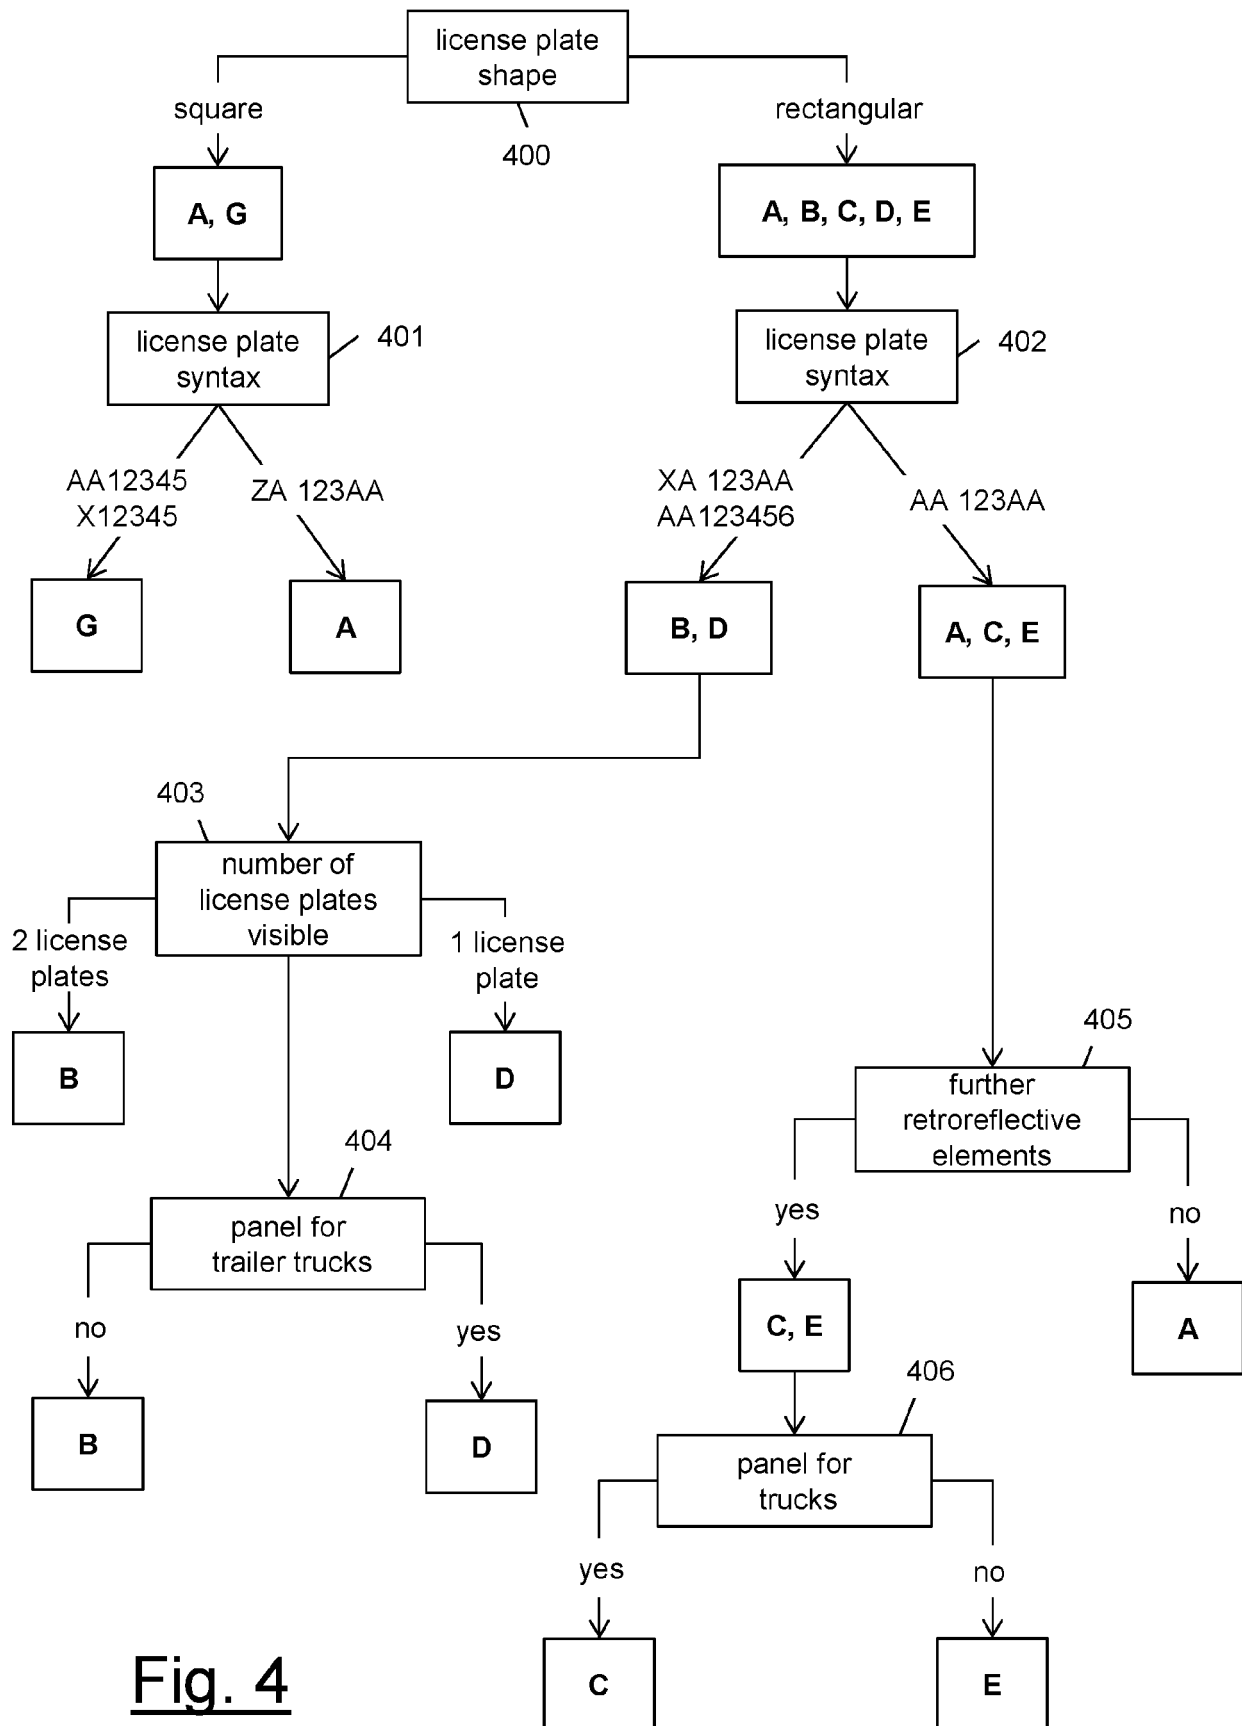 license plate
shape
400
square
rectangular
A, G
A, B, C, D, E
license plate
syntax
401
license plate
syntax
402
AA12345
X12345
ZA 123AA
XA 123AA
AA123456
AA 123AA
G
A
B, D
A, C, E
403
number of
license plates
visible
2 license
plates
1 license
plate
B
D
405
further
retroreflective
elements
404
panel for
trailer trucks
yes
no
no
yes
C, E
A
406
B
D
panel for
trucks
yes
no
C
E
Fig. 4